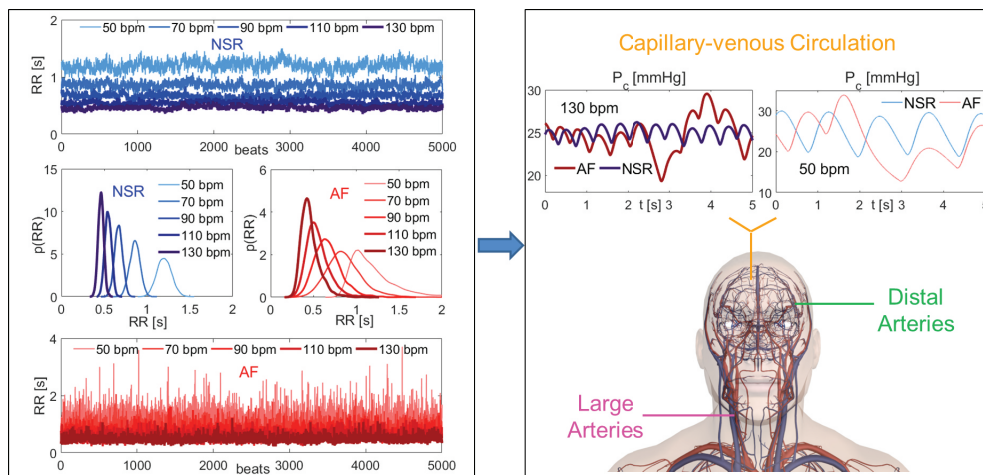 50 bpm 70 bpm 90 bpm 110 bpm 130 bpm
NSR
RR [s]
2
1
0
0 1000 2000 3000 4000 5000
beats
NSR
50 bpm
70 bpm
90 bpm
110 bpm
130 bpm
p(RR)
15
10
5
0
0 0.5 1 1.5 2
RR [s]
AF
50 bpm
70 bpm
90 bpm
110 bpm
130 bpm
p(RR)
6
4
2
0
0 0.5 1 1.5 2
RR [s]
50 bpm 70 bpm 90 bpm 110 bpm 130 bpm
AF
RR [s]
4
2
0
0 1000 2000 3000 4000 5000
beats
Capillary-venous Circulation
Pc [mmHg]
130 bpm
AF NSR
30
25
20
0 1 2 t [s] 3 4 5
Pc [mmHg]
NSR AF
50 bpm
30
20
10
0 1 2 t [s] 3 4 5
Distal
Arteries
Large
Arteries